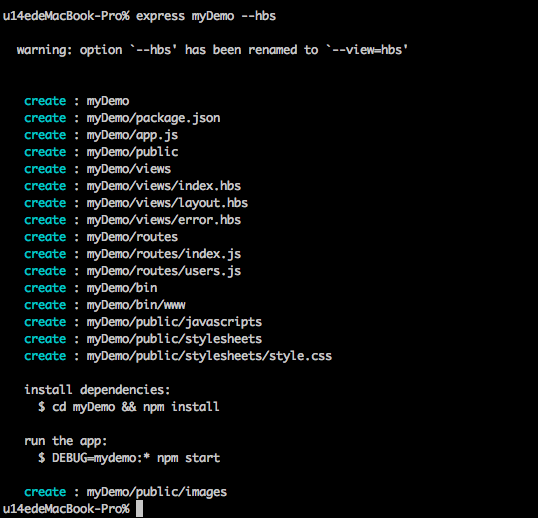 u14edeMacBook-Pro% express myDemo --hbs
warning: option `--hbs' has been renamed to `--view=hbs'
create : myDemo
create : myDemo/package.json
create : myDemo/app.js
create : myDemo/public
create : myDemo/views
create : myDemo/views/index.hbs
create : myDemo/views/layout.hbs
create : myDemo/views/error.hbs
create : myDemo/routes
create : myDemo/routes/index.js
create : myDemo/routes/users.js
create : myDemo/bin
create : myDemo/bin/www
create : myDemo/public/javascripts
create : myDemo/public/stylesheets
create : myDemo/public/stylesheets/style.css
install dependencies:
$ cd myDemo && npm install
run the app:
$ DEBUG=mydemo:* npm start
create : myDemo/public/images
u14edeMacBook-Pro%